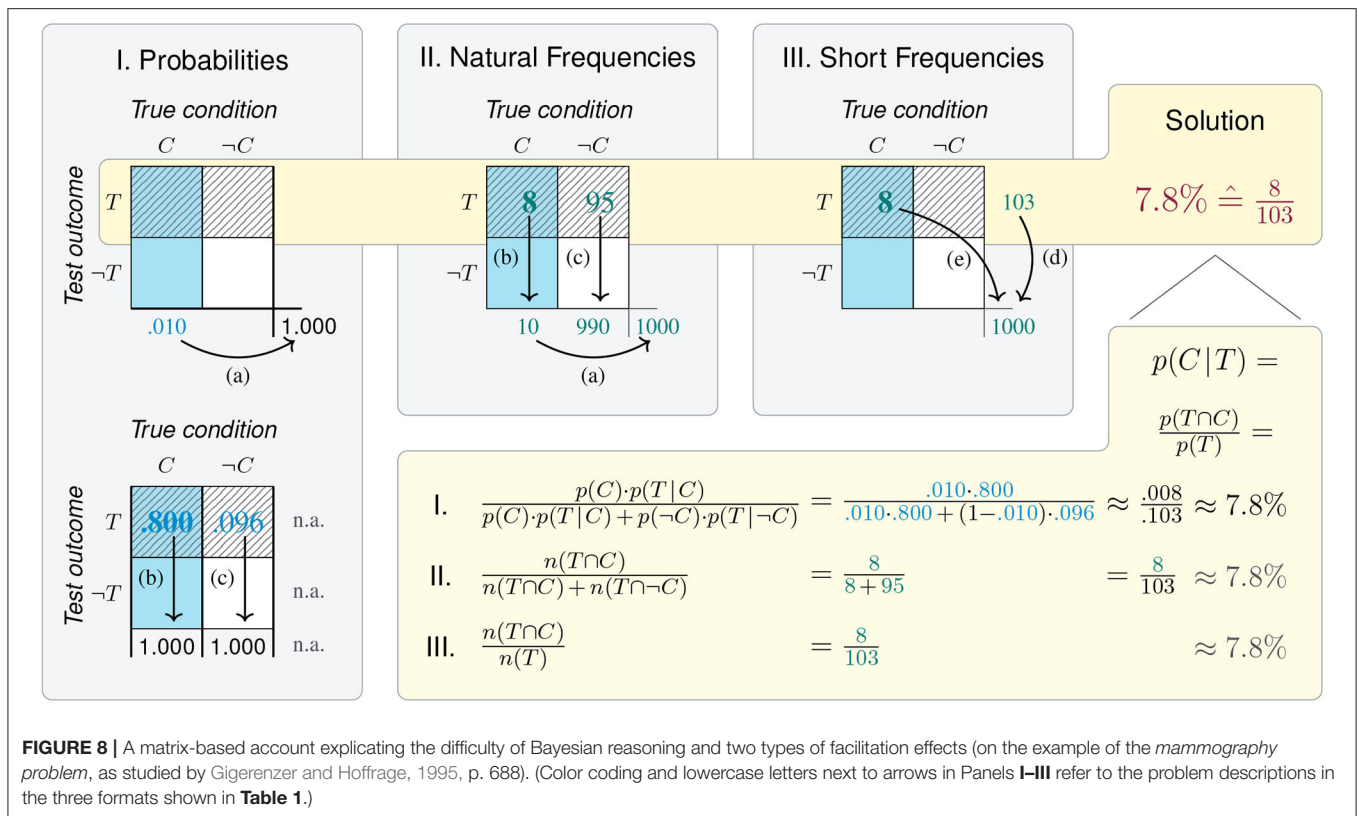 I. Probabilities
True condition
C ¬C
Test outcome
T
¬T
.010 1.000
(a)
True condition
C ¬C
Test outcome
T .800 .096 n.a.
(b) (c)
¬T n.a.
1.000 1.000 n.a.
II. Natural Frequencies
True condition
C ¬C
T 8 95
(b) (c)
¬T
10 990 1000
(a)
III. Short Frequencies
True condition
C ¬C
T 8 103
(e) (d)
¬T
1000
Solution
7.8% ≙ 8/103
p(C|T) =
p(T∩C)/p(T) =
I. p(C)·p(T|C)/p(C)·p(T|C)+p(¬C)·p(T|¬C) = .010·.800/.010·.800+(1−.010)·.096 ≈ .008/.103 ≈ 7.8%
II. n(T∩C)/n(T∩C)+n(T∩¬C) = 8/8+95 = 8/103 ≈ 7.8%
III. n(T∩C)/n(T) = 8/103 ≈ 7.8%
FIGURE 8 | A matrix-based account explicating the difficulty of Bayesian reasoning and two types of facilitation effects (on the example of the mammography
problem, as studied by Gigerenzer and Hoffrage, 1995, p. 688). (Color coding and lowercase letters next to arrows in Panels I–III refer to the problem descriptions in
the three formats shown in Table 1.)